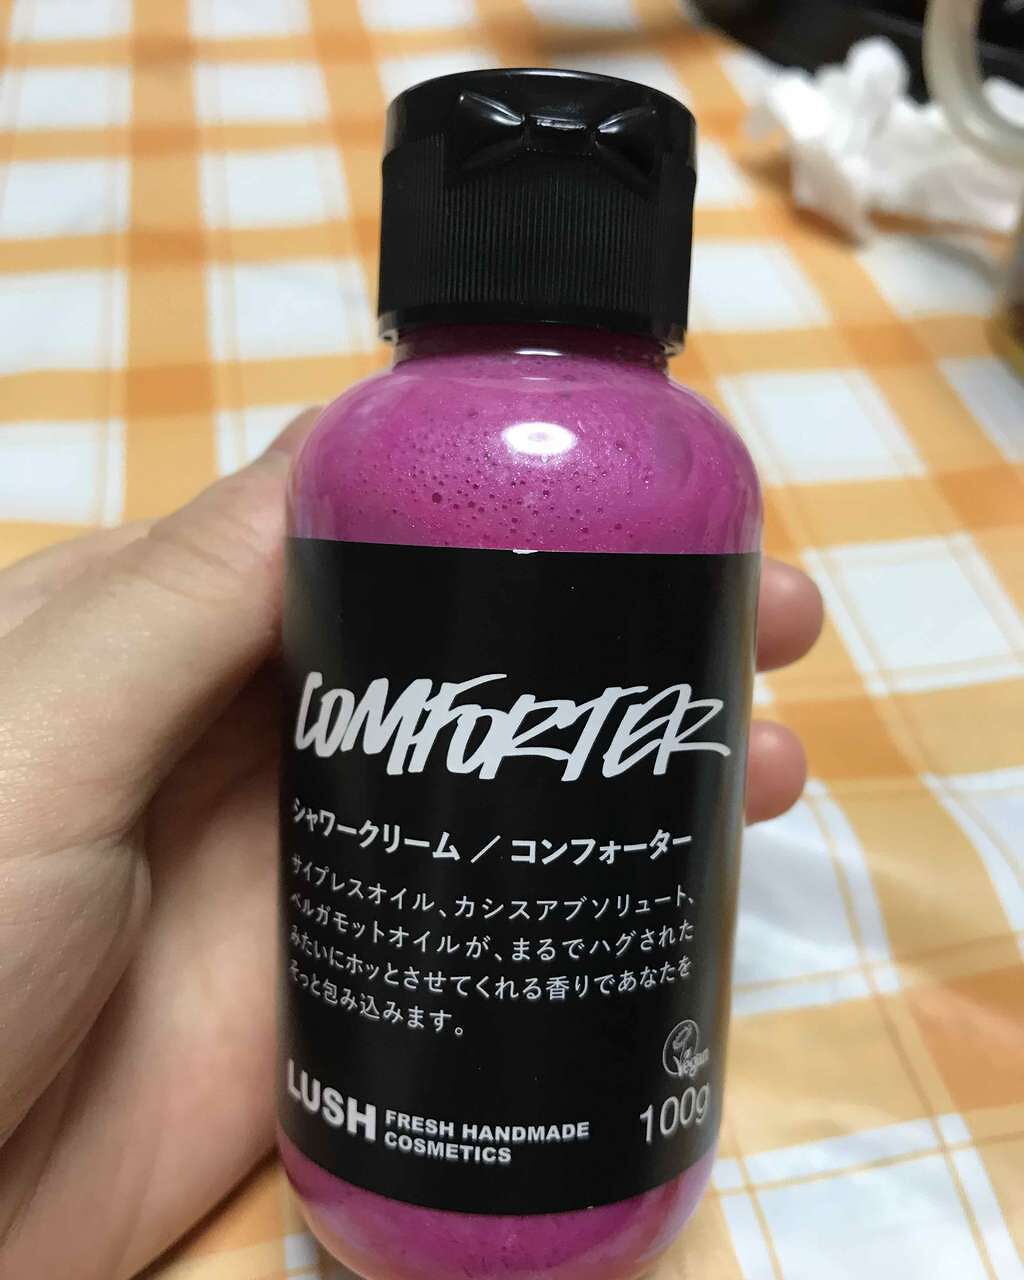 COMFORTER
シャワークリーム / コンフォーター
サイプレスオイル、カシスアブソリュート、
ベルガモットオイルが、まるでハグされた
みたいにホッとさせてくれる香りであなたを
そっと包み込みます。
Vegan
100g
LUSH FRESH HANDMADE
COSMETICS